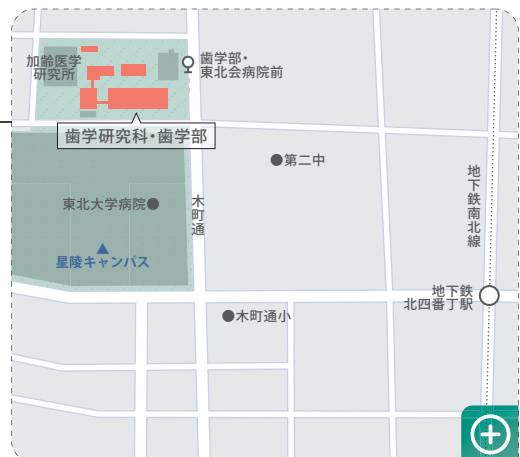 加齢医学
研究所
歯学部・
東北会病院前
歯学研究科・歯学部
●第二中
地下鉄南北線
東北大学病院●
木町通
▲
星陵キャンパス
地下鉄
北四番丁駅
●木町通小